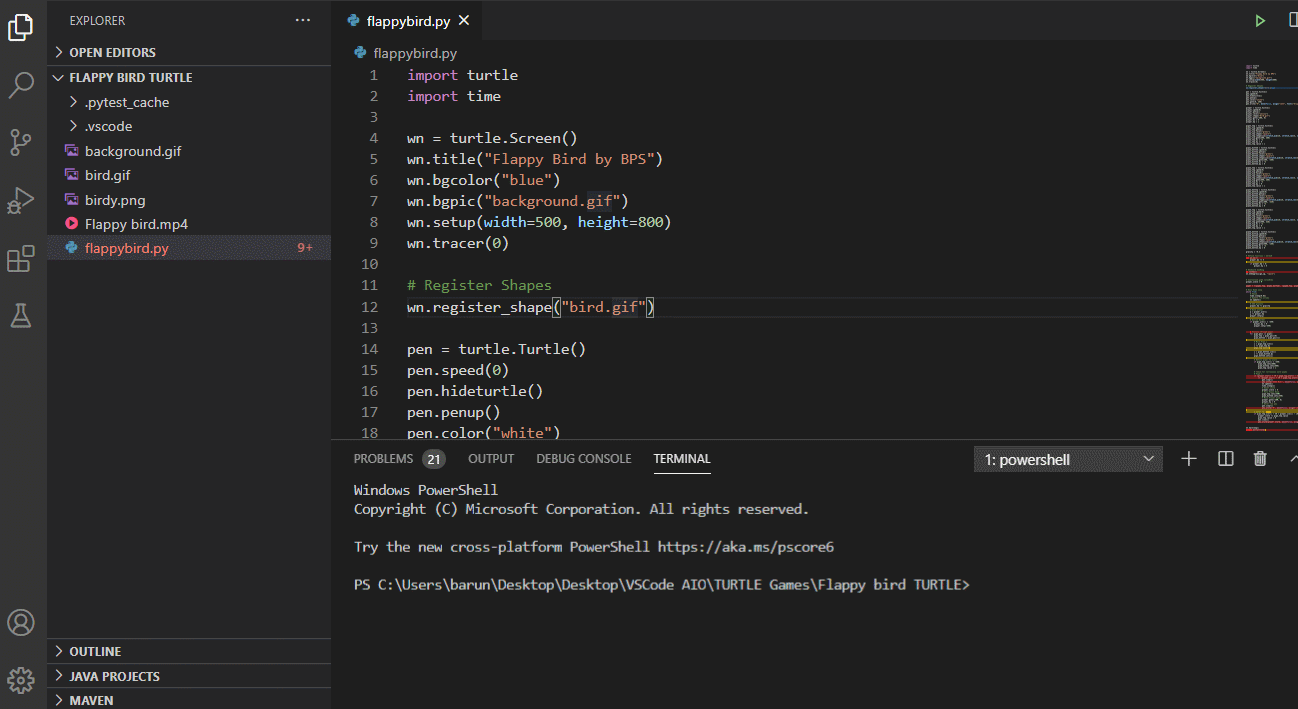 EXPLORER
OPEN EDITORS
FLAPPY BIRD TURTLE
.pytest_cache
.vscode
background.gif
bird.gif
birdy.png
Flappy bird.mp4
flappybird.py 9+
OUTLINE
JAVA PROJECTS
MAVEN
flappybird.py
flappybird.py
1 import turtle
2 import time
3
4 wn = turtle.Screen()
5 wn.title("Flappy Bird by BPS")
6 wn.bgcolor("blue")
7 wn.bgpic("background.gif")
8 wn.setup(width=500, height=800)
9 wn.tracer(0)
10
11 # Register Shapes
12 wn.register_shape("bird.gif")
13
14 pen = turtle.Turtle()
15 pen.speed(0)
16 pen.hideturtle()
17 pen.penup()
18 pen.color("white")
PROBLEMS 21 OUTPUT DEBUG CONSOLE TERMINAL 1: powershell
Windows PowerShell
Copyright (C) Microsoft Corporation. All rights reserved.
Try the new cross-platform PowerShell https://aka.ms/pscore6
PS C:\Users\barun\Desktop\Desktop\VSCode AIO\TURTLE Games\Flappy bird TURTLE>